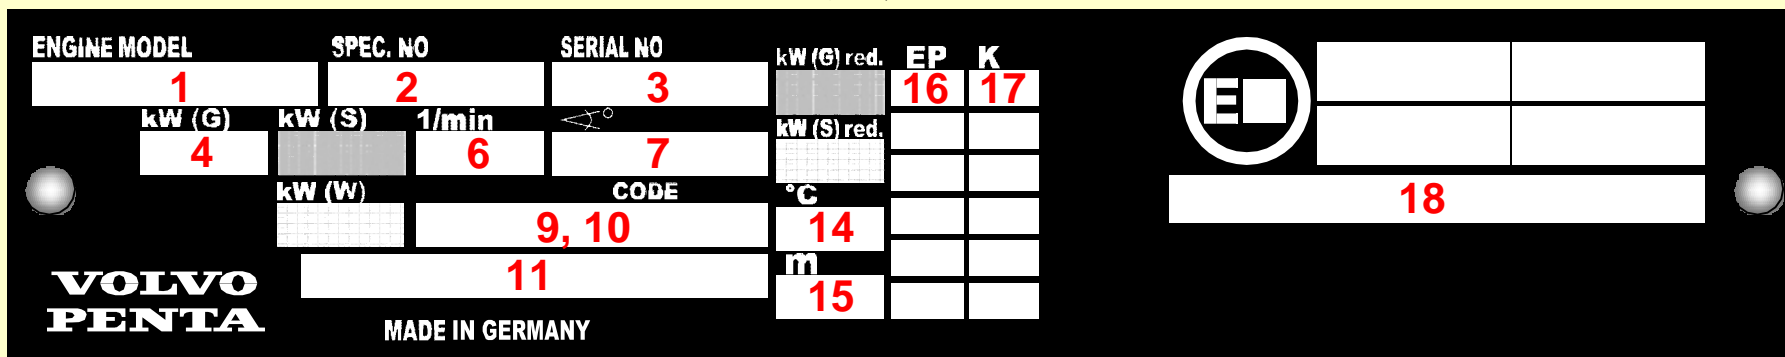 ENGINE MODEL SPEC. NO SERIAL NO kW (G) red. EP K
1 2 3 16 17
kW (G) kW (S) 1/min ° kW (S) red.
4 6 7
kW (W) CODE °C
9, 10 14
11 m
15
E
18
VOLVO
PENTA
MADE IN GERMANY